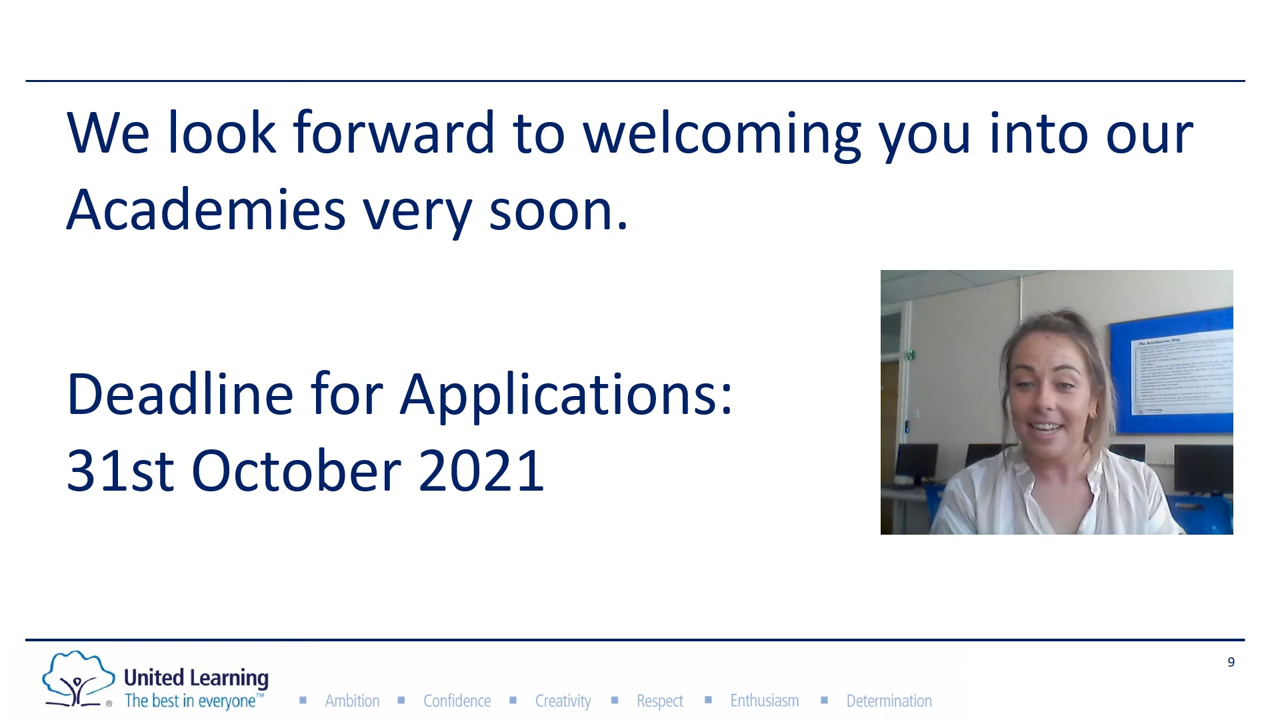 We look forward to welcoming you into our
Academies very soon.
Deadline for Applications:
31st October 2021
United Learning
The best in everyone™
▪ Ambition ▪ Confidence ▪ Creativity ▪ Respect ▪ Enthusiasm ▪ Determination
9